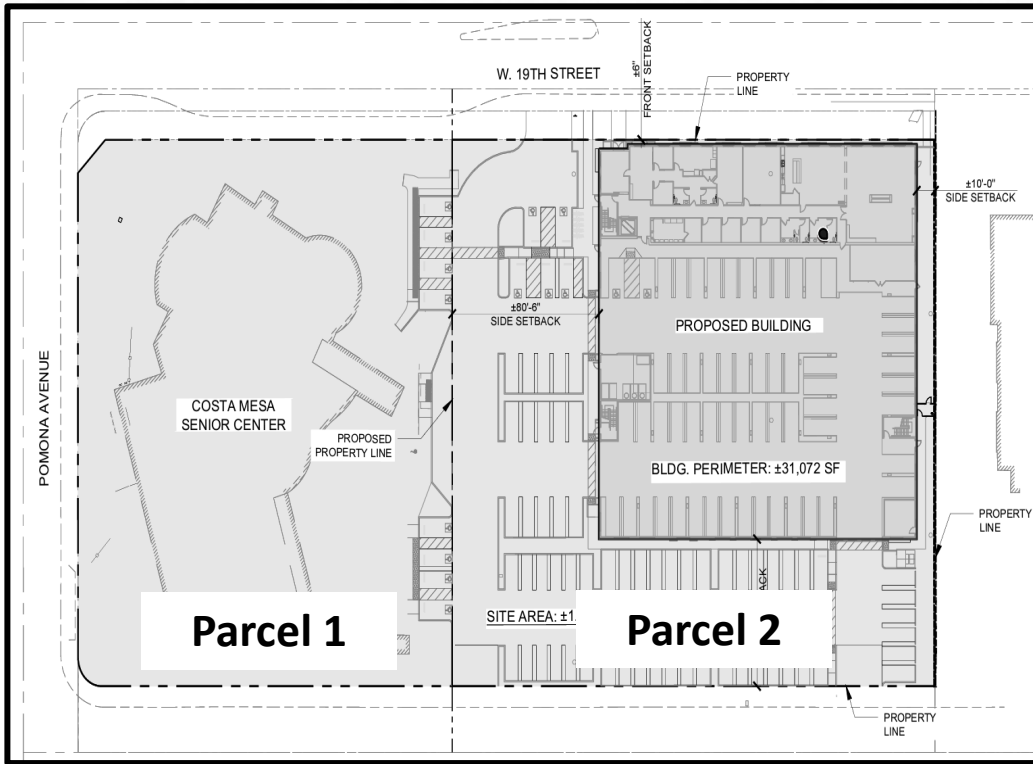 W. 19TH STREET
±6"
FRONT SETBACK
PROPERTY
LINE
±10'-0"
SIDE SETBACK
±80'-6"
SIDE SETBACK
PROPOSED BUILDING
POMONA AVENUE
COSTA MESA
SENIOR CENTER
PROPOSED
PROPERTY LINE
BLDG. PERIMETER: ±31,072 SF
PROPERTY
LINE
SITE AREA: ±1
Parcel 1
Parcel 2
PROPERTY
LINE